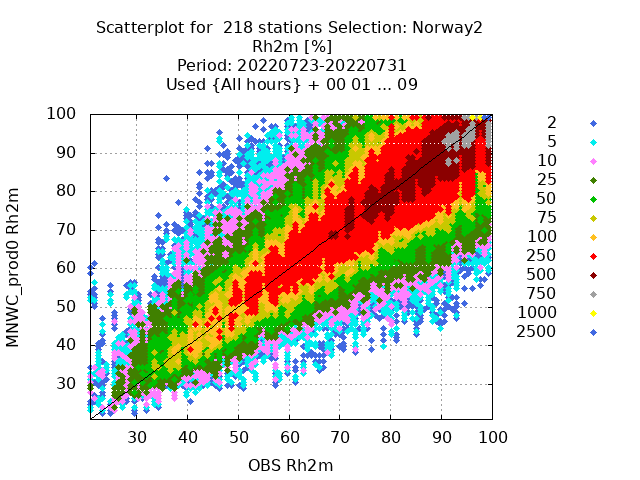 Scatterplot for  218 stations Selection: Norway2
Rh2m [%]
Period: 20220723-20220731
Used {All hours} + 00 01 ... 09
100
90
80
70
60
50
40
30
MNWC_prod0 Rh2m
30 40 50 60 70 80 90 100
OBS Rh2m
2
5
10
25
50
75
100
250
500
750
1000
2500